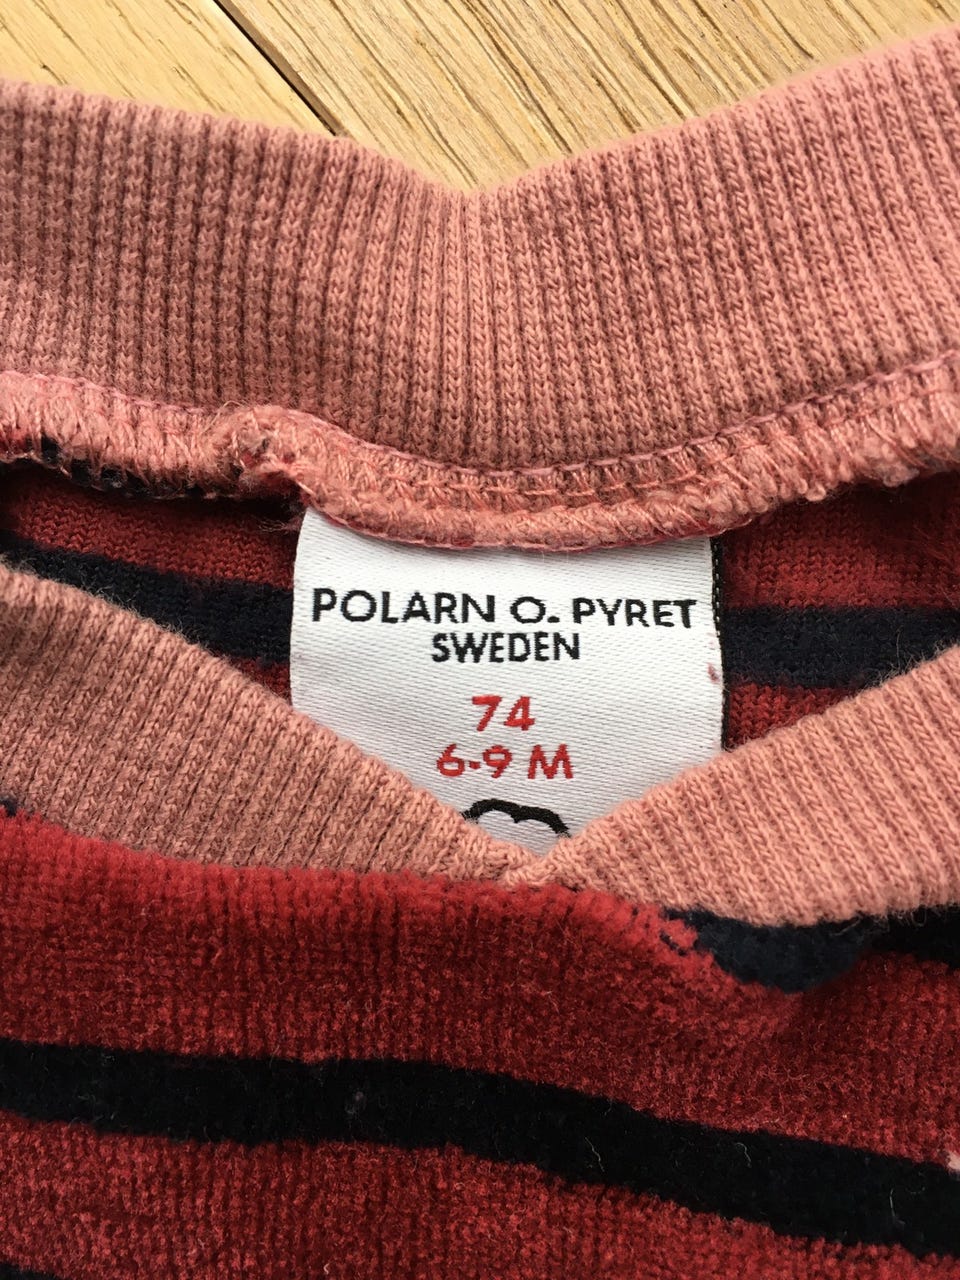 POLARN O. PYRET
SWEDEN
74
6-9 M